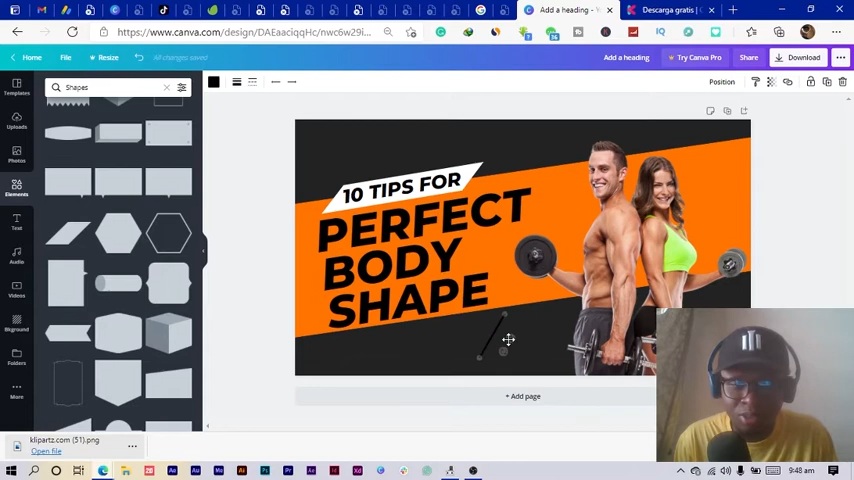 Add a heading - Yo
Descarga gratis | C
https://www.canva.com/design/DAEaaciqqHc/nwc6w29i...
Home
File
Resize
All changes saved
Add a heading
Try Canva Pro
Share
Download
Templates
Shapes
Position
Uploads
Photos
Elements
Text
Audio
Videos
Bkground
Folders
More
10 TIPS FOR
PERFECT
BODY
SHAPE
+ Add page
klipartz.com (51).png
Open file
9:48 am